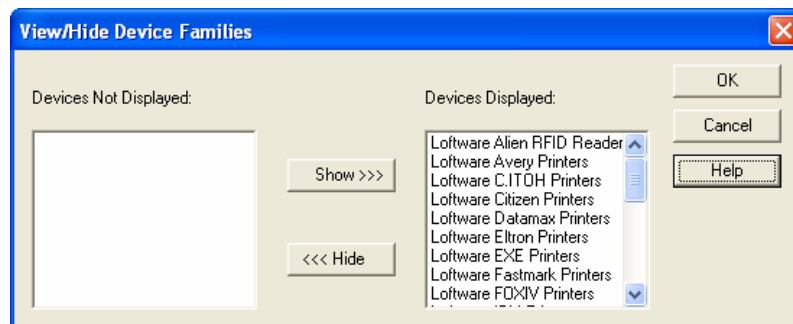 View/Hide Device Families
Devices Not Displayed:
Devices Displayed:
OK
Cancel
Help
Show >>>
<<< Hide
Loftware Alien RFID Reader
Loftware Avery Printers
Loftware C.ITOH Printers
Loftware Citizen Printers
Loftware Datamax Printers
Loftware Eltron Printers
Loftware EXE Printers
Loftware Fastmark Printers
Loftware FOXIV Printers